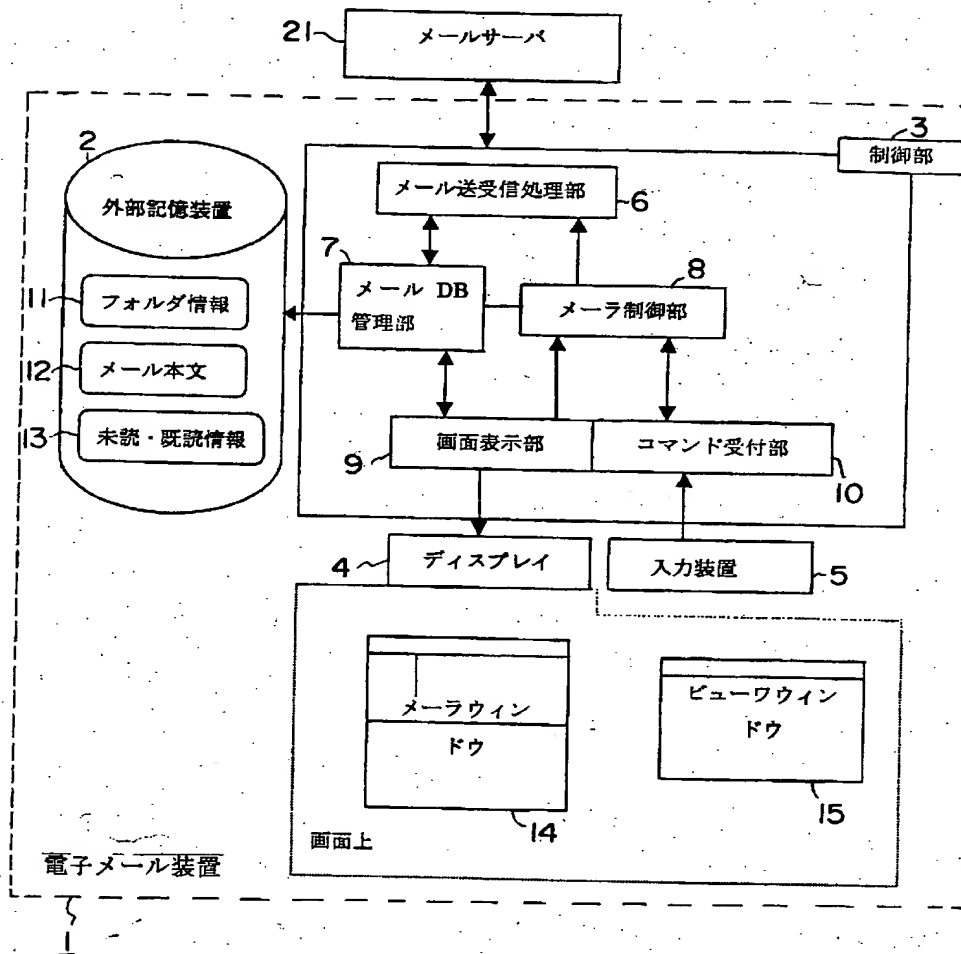 21
メールサーバ
2
3
制御部
外部記憶装置
メール送受信処理部
6
7
8
メール DB
管理部
メーラ制御部
11
フォルダ情報
12
メール本文
13
未読・既読情報
9
画面表示部
コマンド受付部
10
4
ディスプレイ
入力装置
5
メーラウィン
ドウ
ビューワウィン
ドウ
14
15
画面上
電子メール装置
1